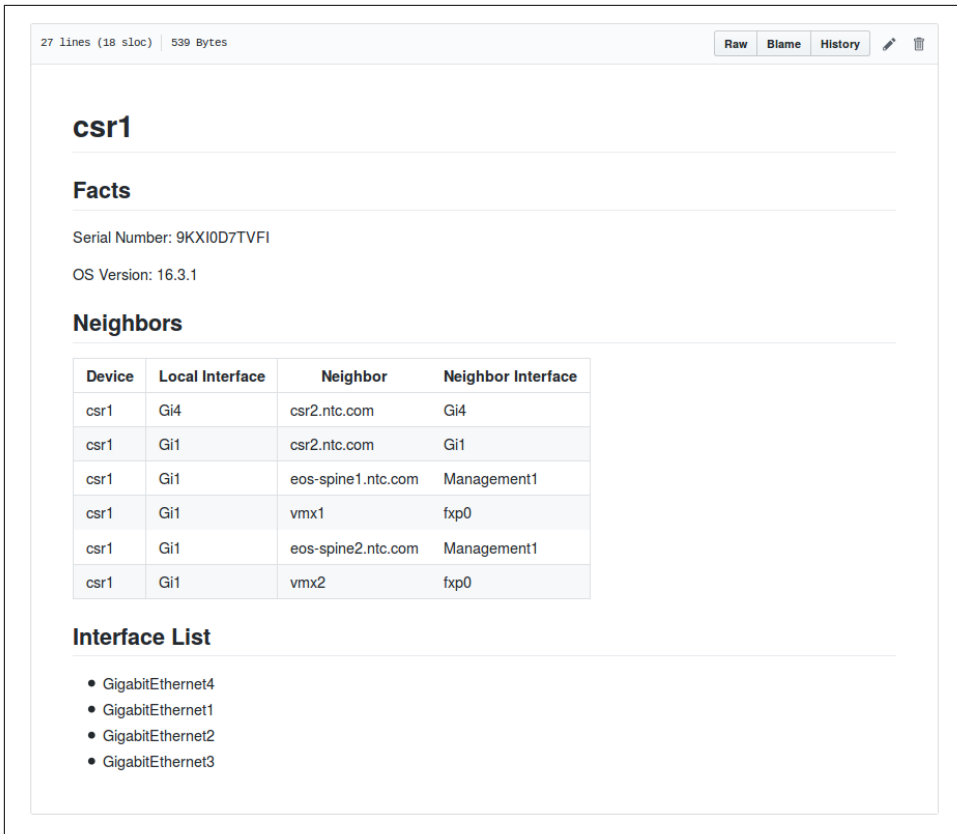 27 lines (18 sloc) 539 Bytes Raw Blame History
csr1
Facts
Serial Number: 9KXI0D7TVFI
OS Version: 16.3.1
Neighbors
Device Local Interface Neighbor Neighbor Interface
csr1 Gi4 csr2.ntc.com Gi4
csr1 Gi1 csr2.ntc.com Gi1
csr1 Gi1 eos-spine1.ntc.com Management1
csr1 Gi1 vmx1 fxp0
csr1 Gi1 eos-spine2.ntc.com Management1
csr1 Gi1 vmx2 fxp0
Interface List
GigabitEthernet4
GigabitEthernet1
GigabitEthernet2
GigabitEthernet3